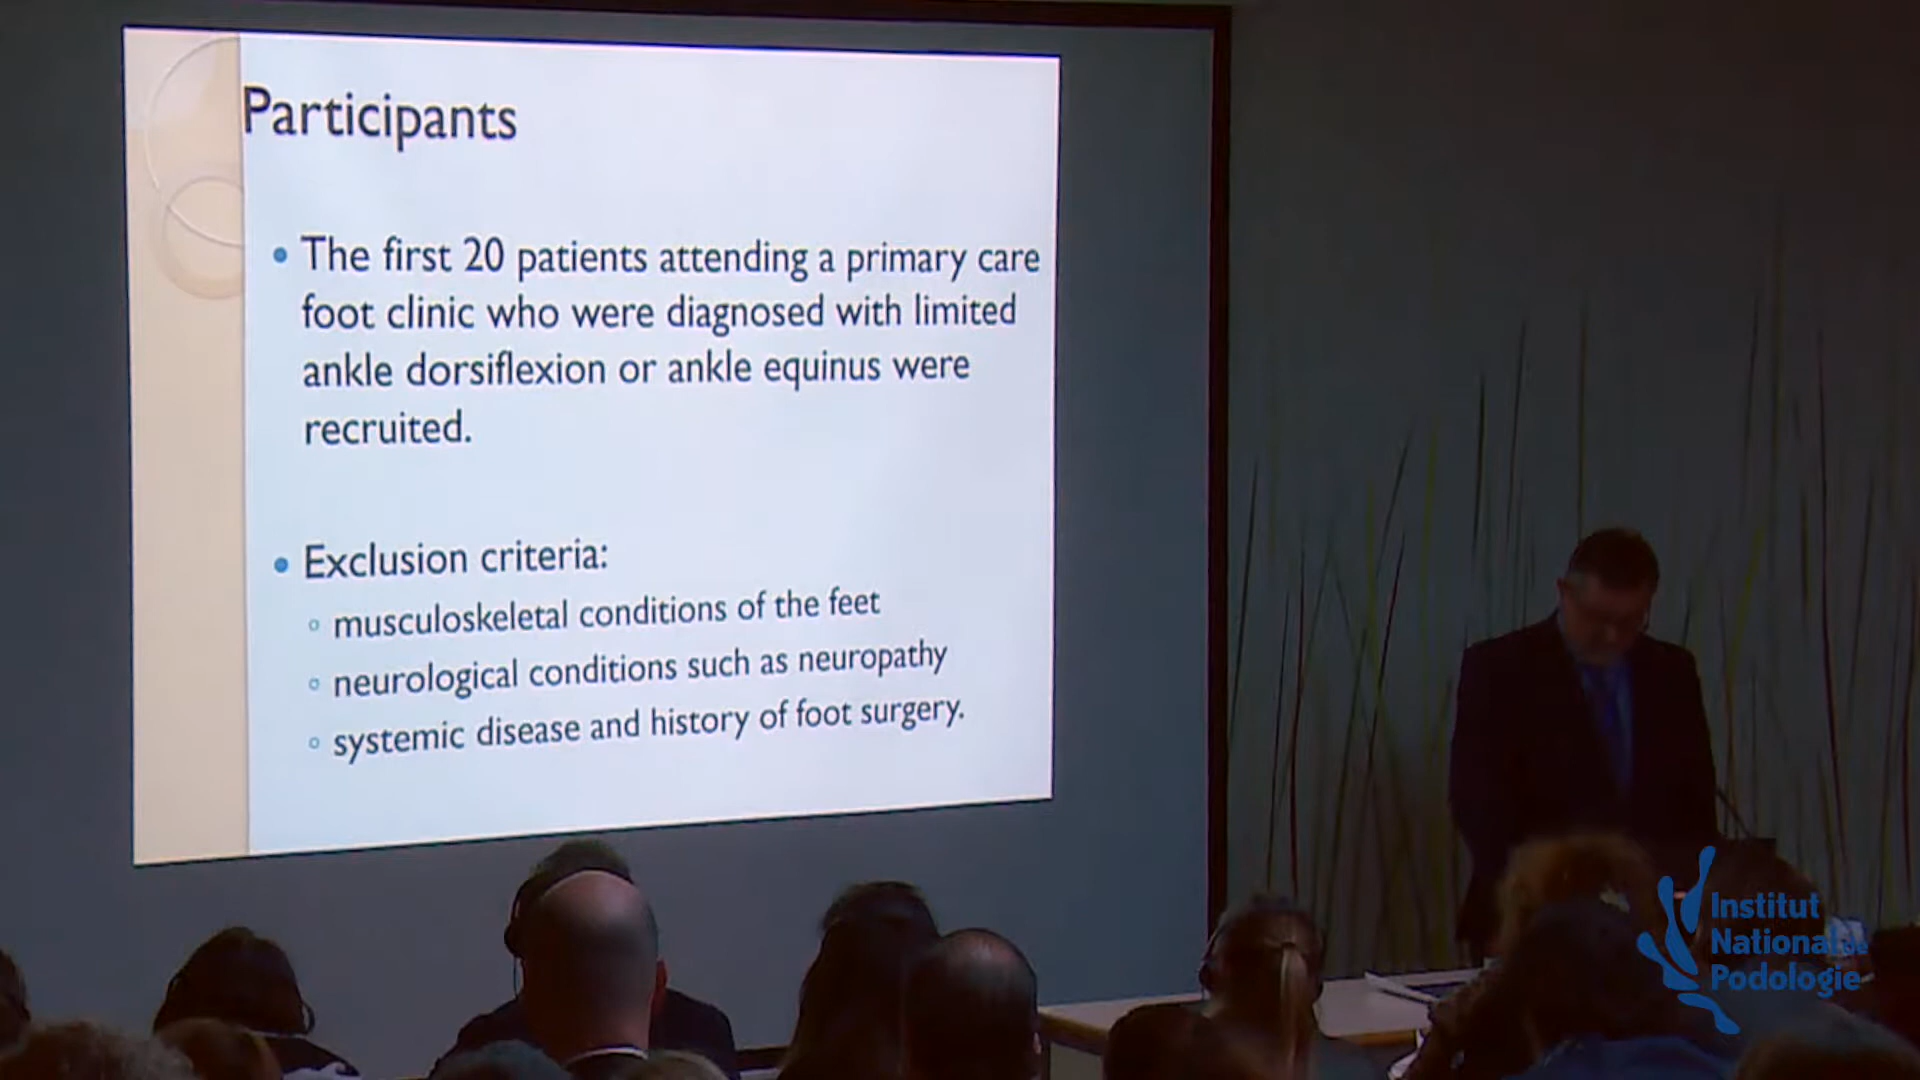 Participants
• The first 20 patients attending a primary care
foot clinic who were diagnosed with limited
ankle dorsiflexion or ankle equinus were
recruited.
• Exclusion criteria:
◦ musculoskeletal conditions of the feet
◦ neurological conditions such as neuropathy
◦ systemic disease and history of foot surgery.
Institut
National de
Podologie